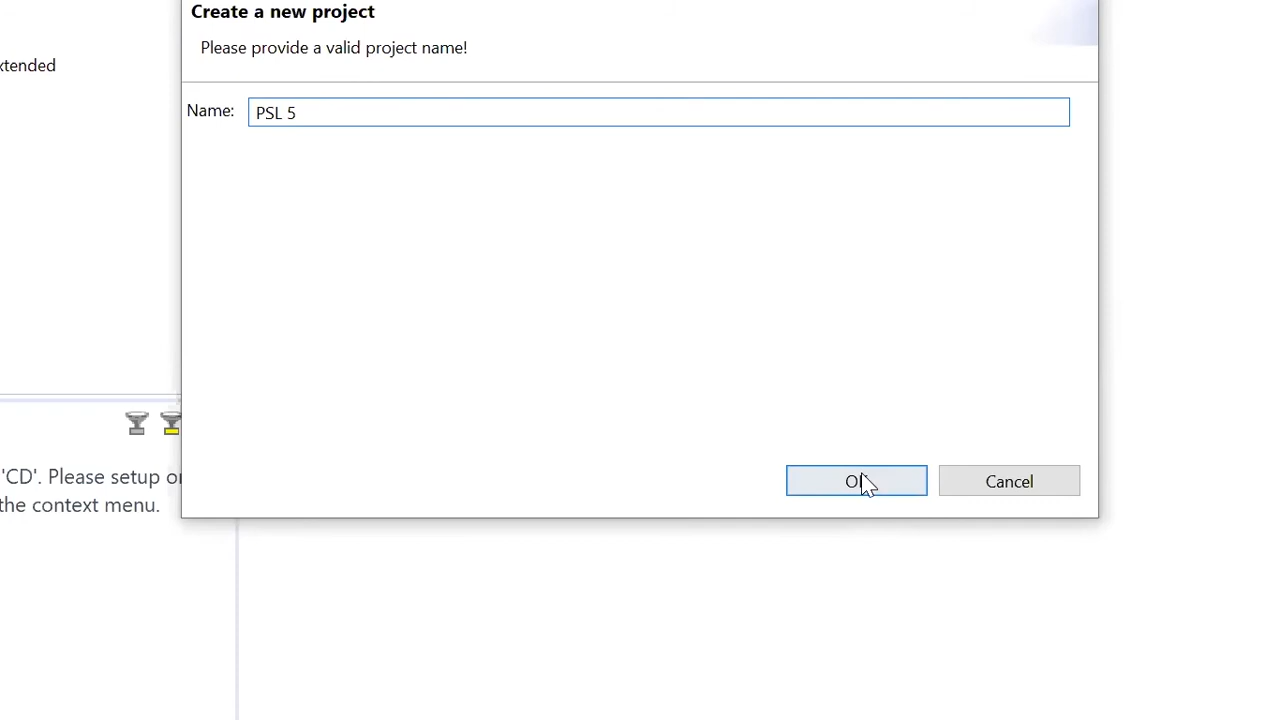 Create a new project
Please provide a valid project name!
xtended
Name: PSL 5
'CD'. Please setup
the context menu.
Cancel